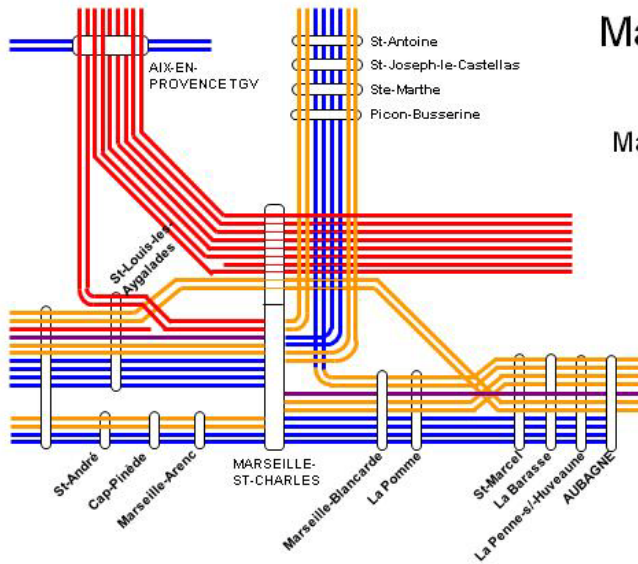 Ma
St-Antoine
AIX-EN-
PROVENCE TGV
St-Joseph-le-Castellas
Ste-Marthe
Picon-Busserine
Ma
St-Louis-les-
Aygalades
St-André
Cap-Pinède
Marseille-Arenc
MARSEILLE-
ST-CHARLES
Marseille-Blancarde
La Pomme
St-Marcel
La Barasse
La Penne-s/-Huveaune
AUBAGNE